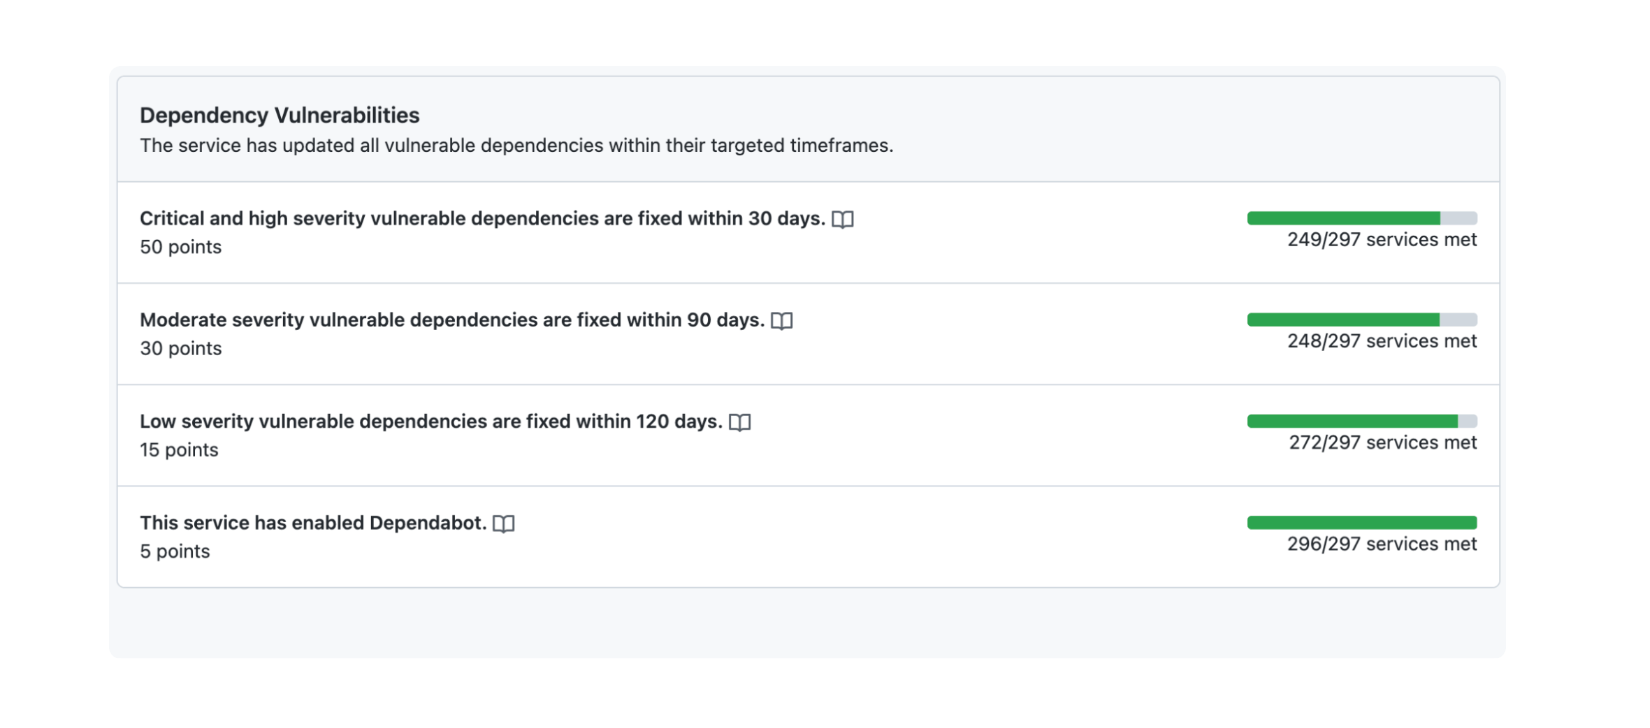 Dependency Vulnerabilities
The service has updated all vulnerable dependencies within their targeted timeframes.
Critical and high severity vulnerable dependencies are fixed within 30 days.
50 points
249/297 services met
Moderate severity vulnerable dependencies are fixed within 90 days.
30 points
248/297 services met
Low severity vulnerable dependencies are fixed within 120 days.
15 points
272/297 services met
This service has enabled Dependabot.
5 points
296/297 services met